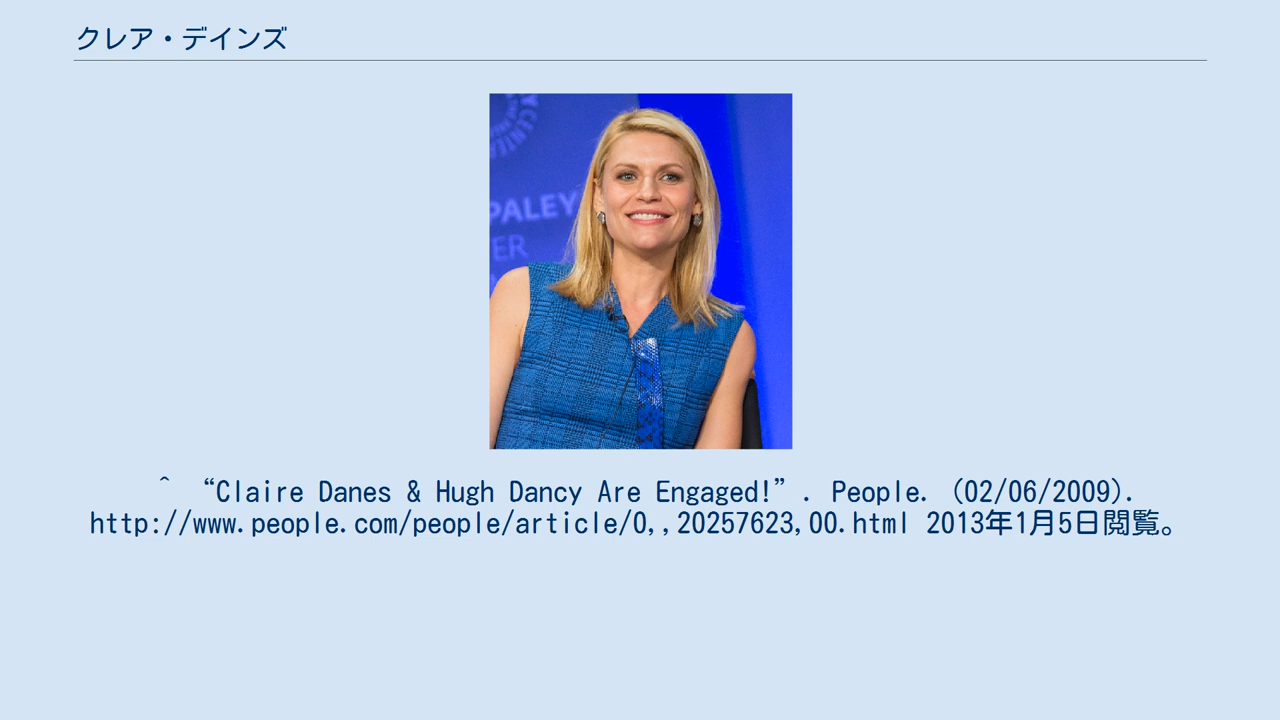 クレア・デインズ
Y CENTER
PALEY
ER
^ “Claire Danes & Hugh Dancy Are Engaged!”. People. (02/06/2009).
http://www.people.com/people/article/0,,20257623,00.html 2013年1月5日閲覧。